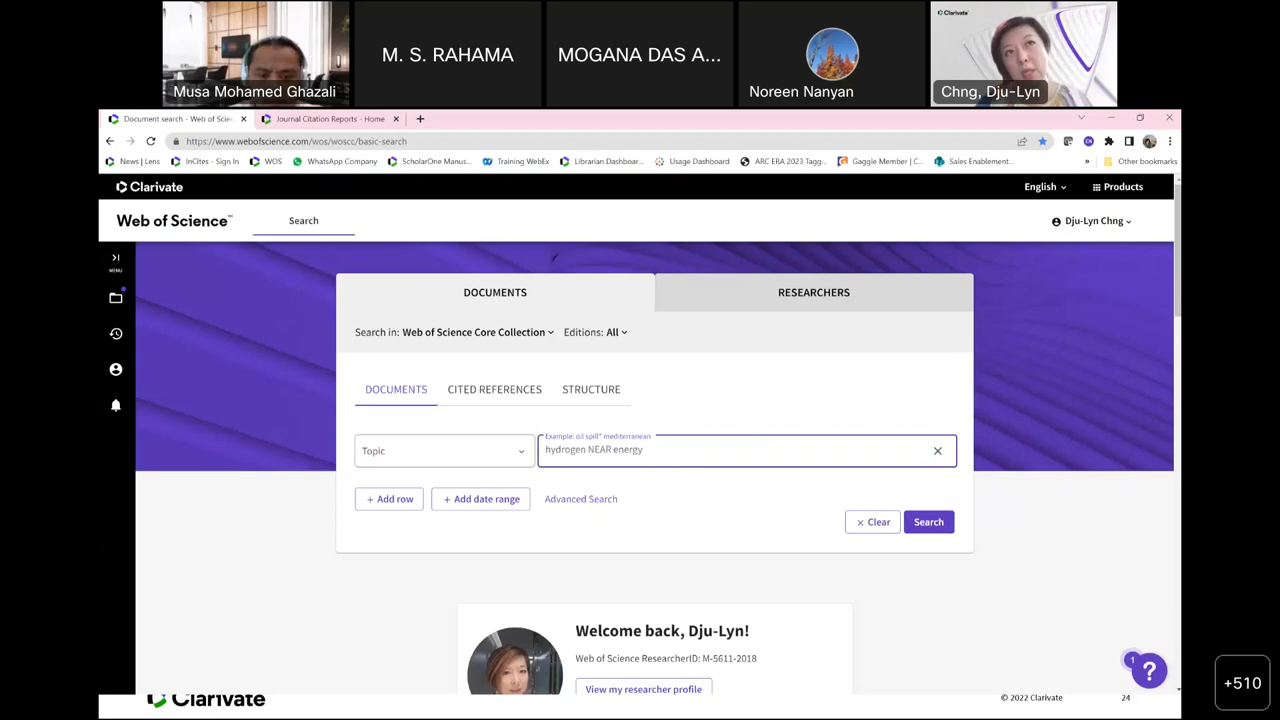 Clarivate
M. S. RAHAMA
MOGANA DAS A...
Musa Mohamed Ghazali
Noreen Nanyan
Chng, Dju-Lyn
Document search - Web of Scien
Journal Citation Reports - Home
https://www.webofscience.com/wos/woscc/basic-search
News | Lens
InCites - Sign In
WOS
WhatsApp Company
ScholarOne Manus...
Training WebEx
Librarian Dashboar...
Usage Dashboard
ARC ERA 2023 Tagg...
Gaggle Member | C...
Sales Enablement...
»
Other bookmarks
Clarivate
English
Products
Web of Science™
Search
Dju-Lyn Chng
MENU
DOCUMENTS
RESEARCHERS
Search in: Web of Science Core Collection
Editions: All
DOCUMENTS
CITED REFERENCES
STRUCTURE
Topic
Example: oil spill* mediterranean
hydrogen NEAR energy
+ Add row
+ Add date range
Advanced Search
× Clear
Search
Welcome back, Dju-Lyn!
Web of Science ResearcherID: M-5611-2018
View my researcher profile
1
?
+510
Clarivate
© 2022 Clarivate
24